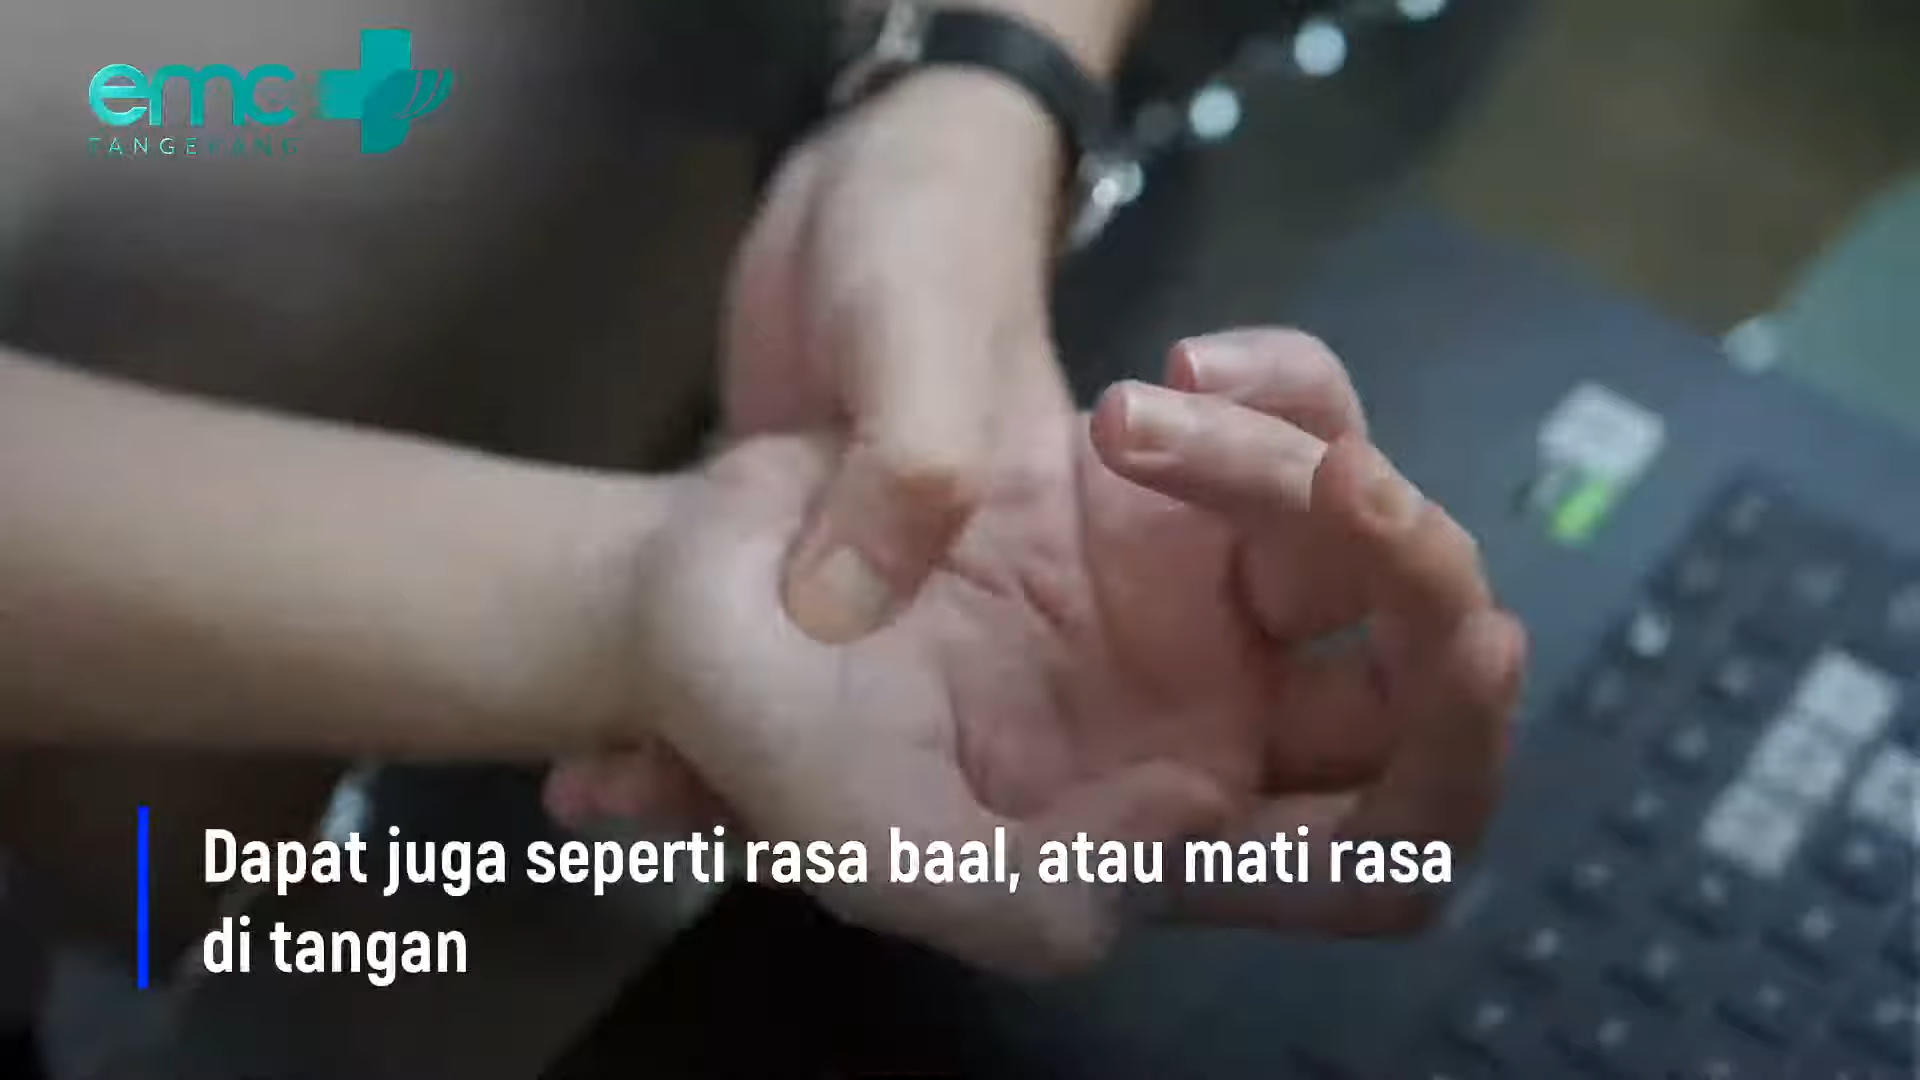 emc
TANGERANG
Dapat juga seperti rasa baal, atau mati rasa
di tangan